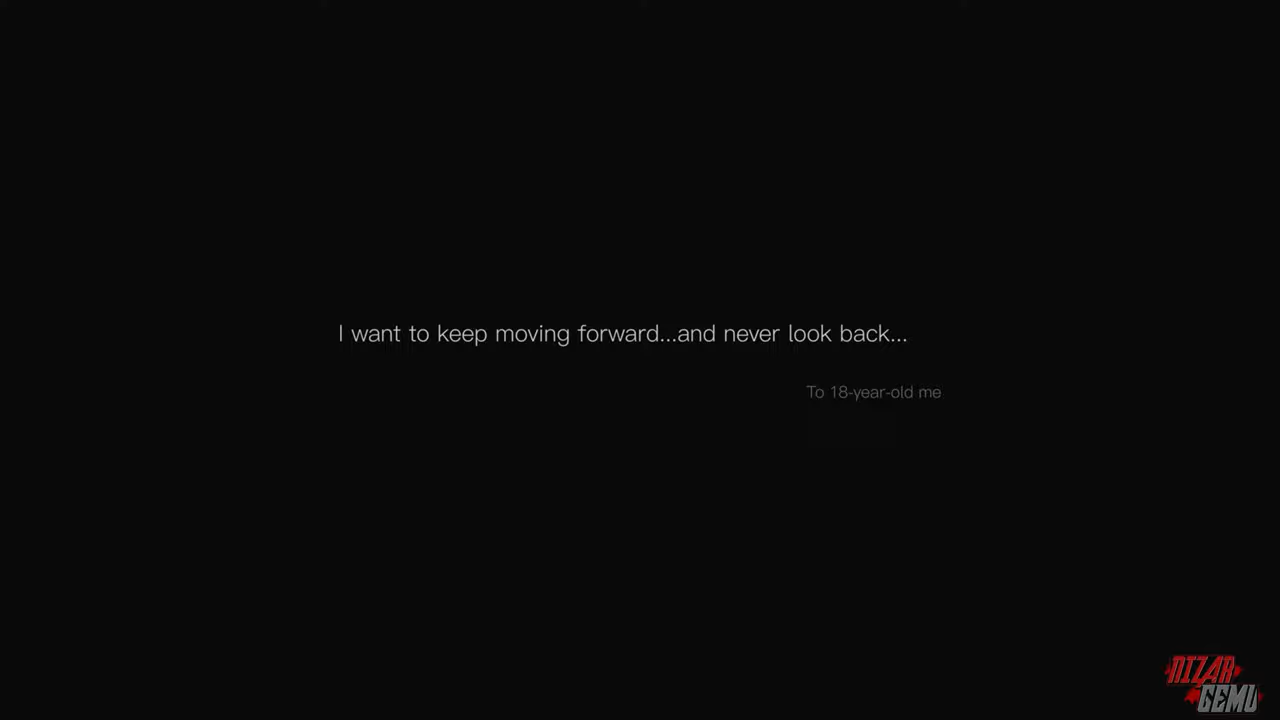 I want to keep moving forward...and never look back...
To 18-year-old me
NIZAR
GEMU